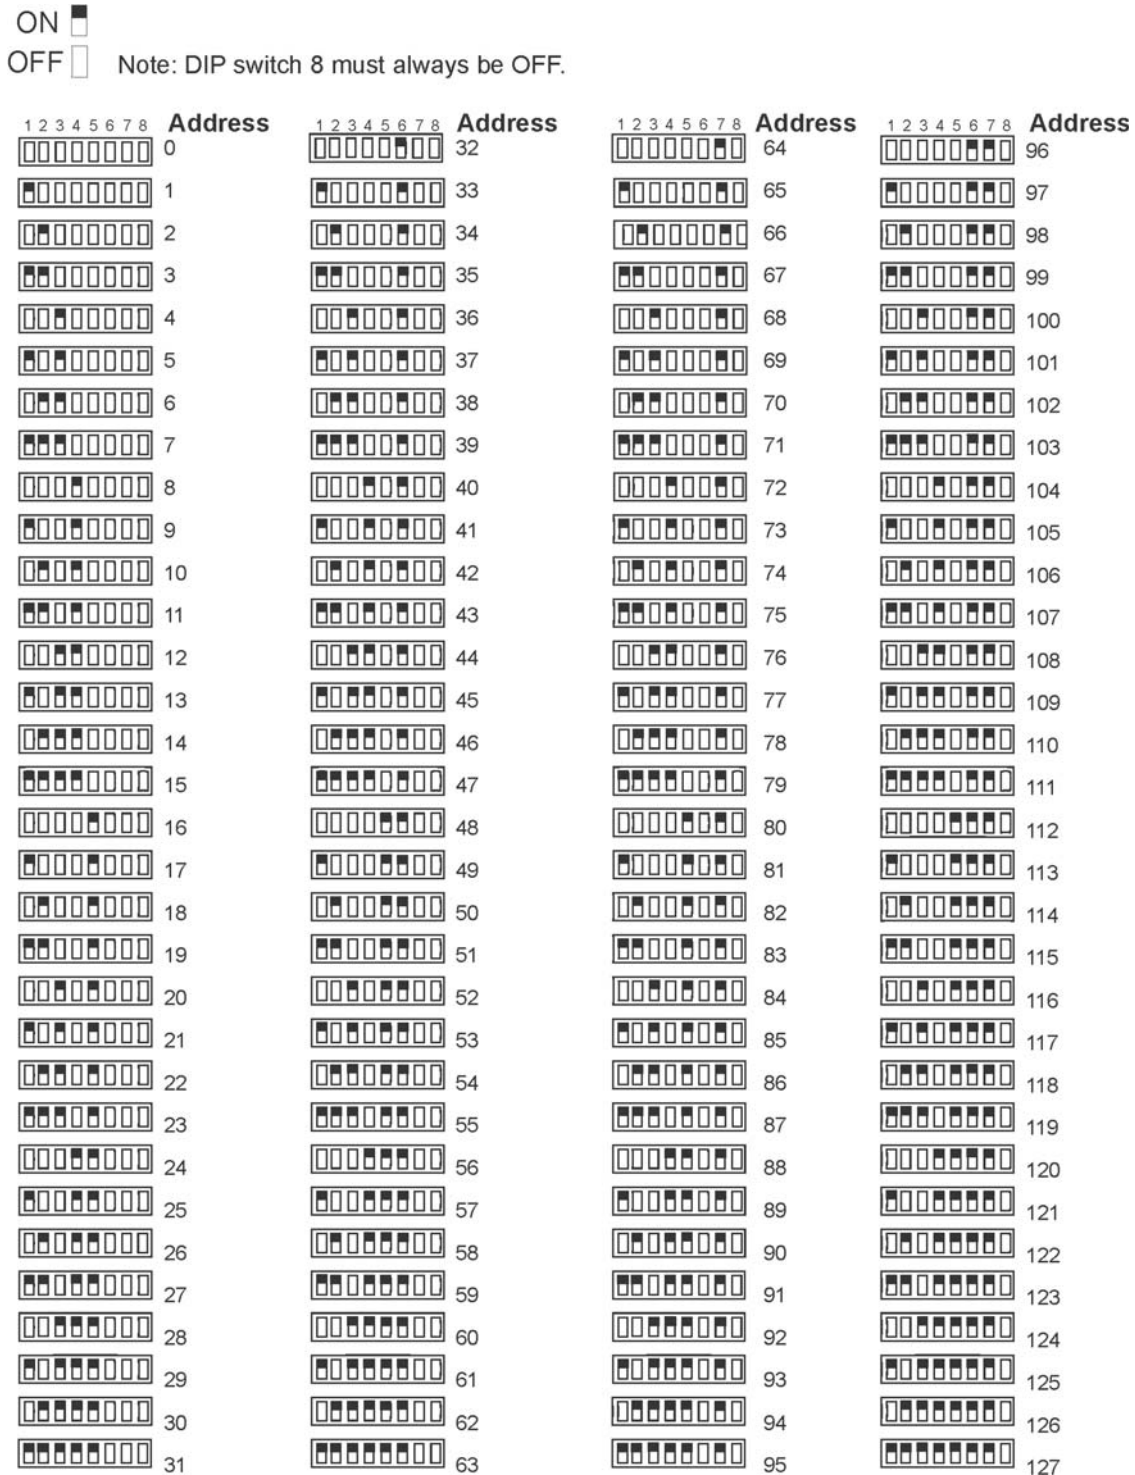 ON
OFF Note: DIP switch 8 must always be OFF.
1 2 3 4 5 6 7 8 Address 1 2 3 4 5 6 7 8 Address 1 2 3 4 5 6 7 8 Address 1 2 3 4 5 6 7 8 Address
0 32 64 96
1 33 65 97
2 34 66 98
3 35 67 99
4 36 68 100
5 37 69 101
6 38 70 102
7 39 71 103
8 40 72 104
9 41 73 105
10 42 74 106
11 43 75 107
12 44 76 108
13 45 77 109
14 46 78 110
15 47 79 111
16 48 80 112
17 49 81 113
18 50 82 114
19 51 83 115
20 52 84 116
21 53 85 117
22 54 86 118
23 55 87 119
24 56 88 120
25 57 89 121
26 58 90 122
27 59 91 123
28 60 92 124
29 61 93 125
30 62 94 126
31 63 95 127